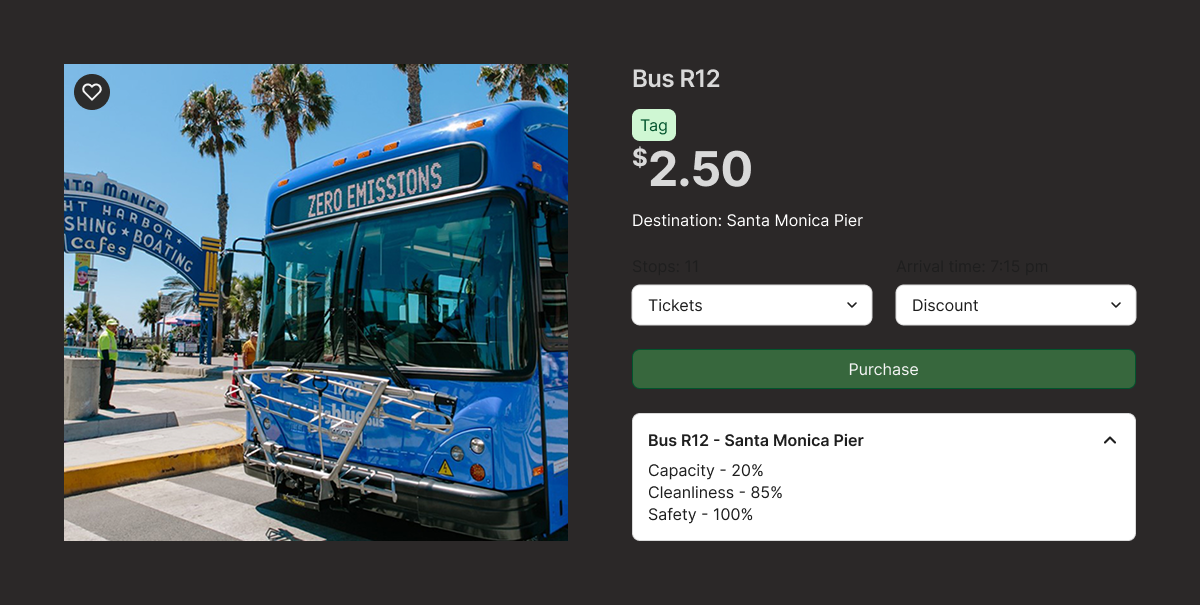 NTA MONICA
HT HARBOR
SHING ★ BOATING
Cafes
ZERO EMISSIONS
Bus R12
Tag
$2.50
Destination: Santa Monica Pier
Stops: 11
Arrival time: 7:15 pm
Tickets
Discount
Purchase
Bus R12 - Santa Monica Pier
Capacity - 20%
Cleanliness - 85%
Safety - 100%